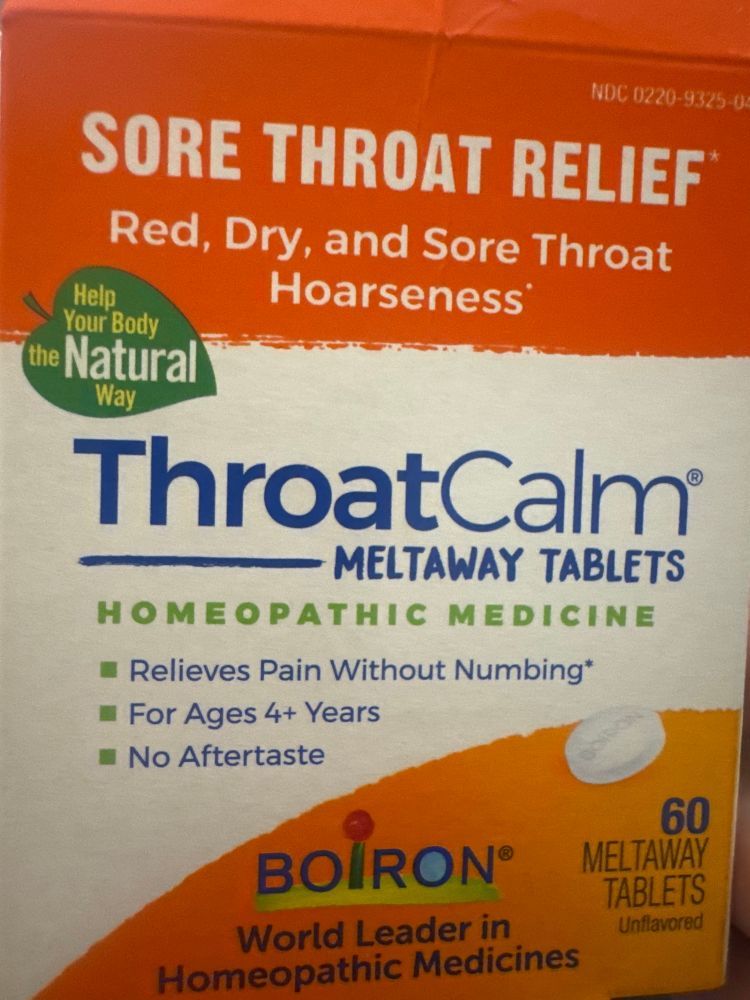 NDC 0220-9325-04
SORE THROAT RELIEF*
Red, Dry, and Sore Throat
Hoarseness*
Help
Your Body
the Natural
Way
ThroatCalm®
MELTAWAY TABLETS
HOMEOPATHIC MEDICINE
Relieves Pain Without Numbing*
For Ages 4+ Years
No Aftertaste
BOIRON
60
MELTAWAY
TABLETS
Unflavored
BOIRON®
World Leader in
Homeopathic Medicines